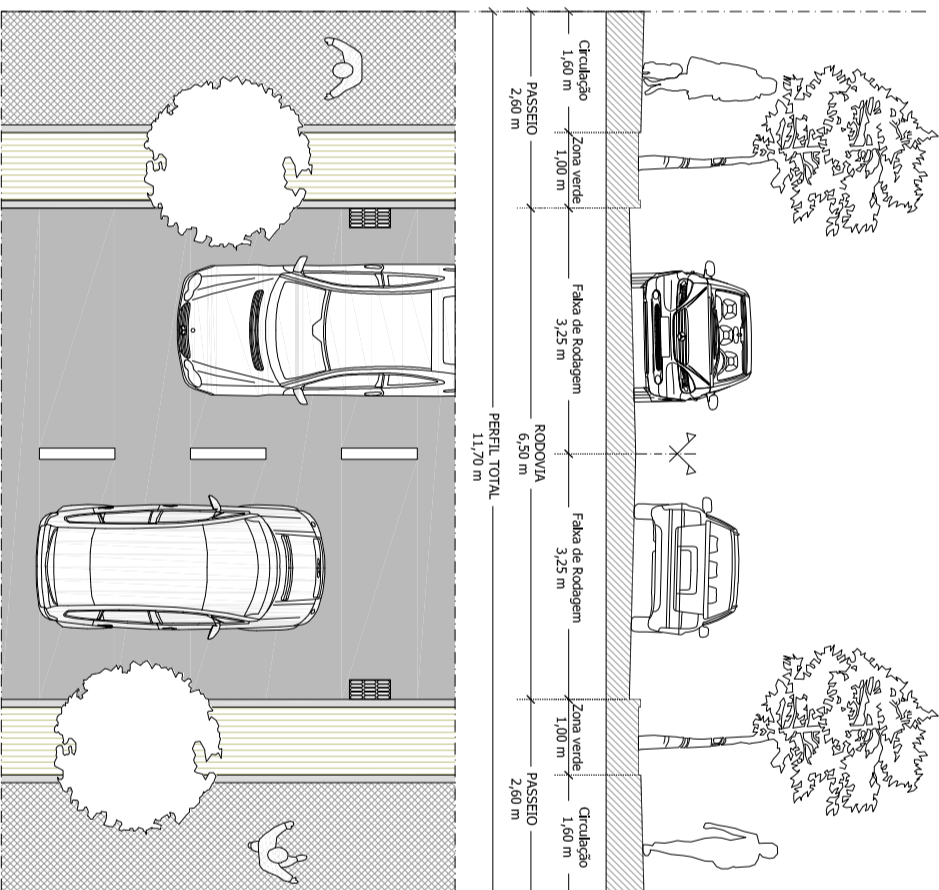 Circulação
1,60 m
Zona verde
1,00 m
Faixa de Rodagem
3,25 m
Faixa de Rodagem
3,25 m
Zona verde
1,00 m
Circulação
1,60 m
PASSEIO
2,60 m
RODOVIA
6,50 m
PASSEIO
2,60 m
PERFIL TOTAL
11,70 m